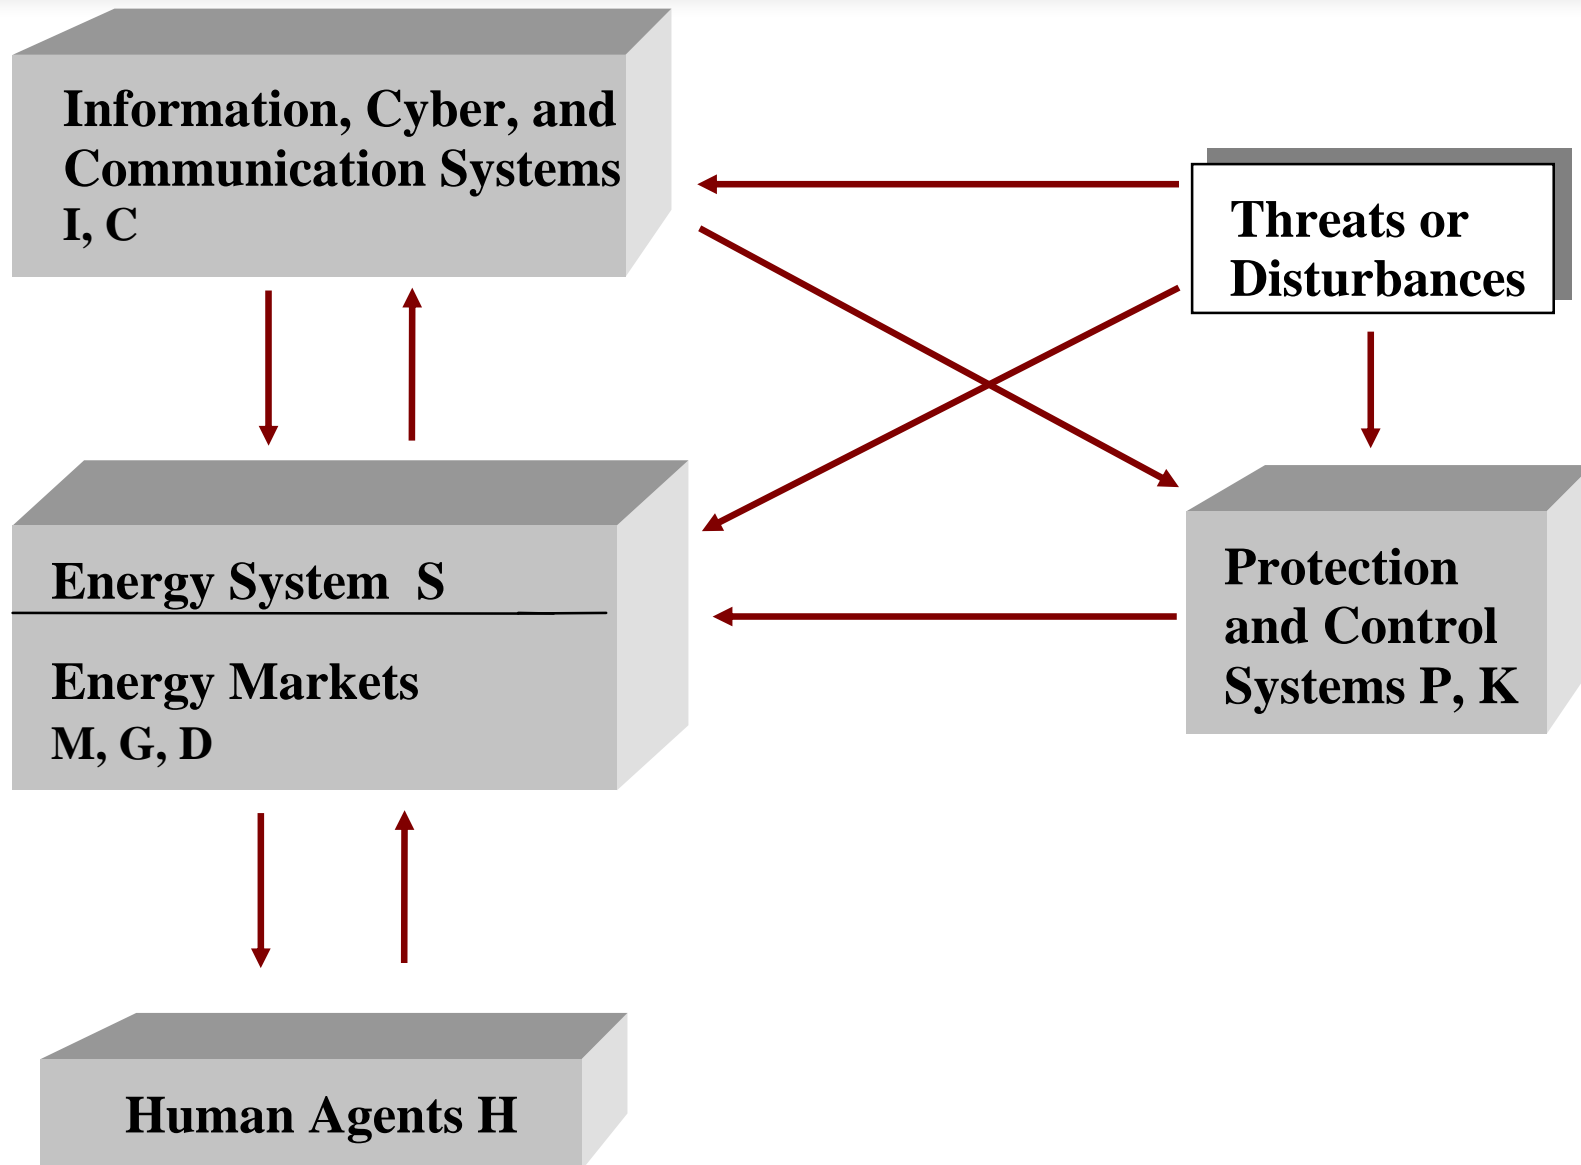 Information, Cyber, and
Communication Systems
I, C
Threats or
Disturbances
Energy System  S
Energy Markets
M, G, D
Protection
and Control
Systems P, K
Human Agents H